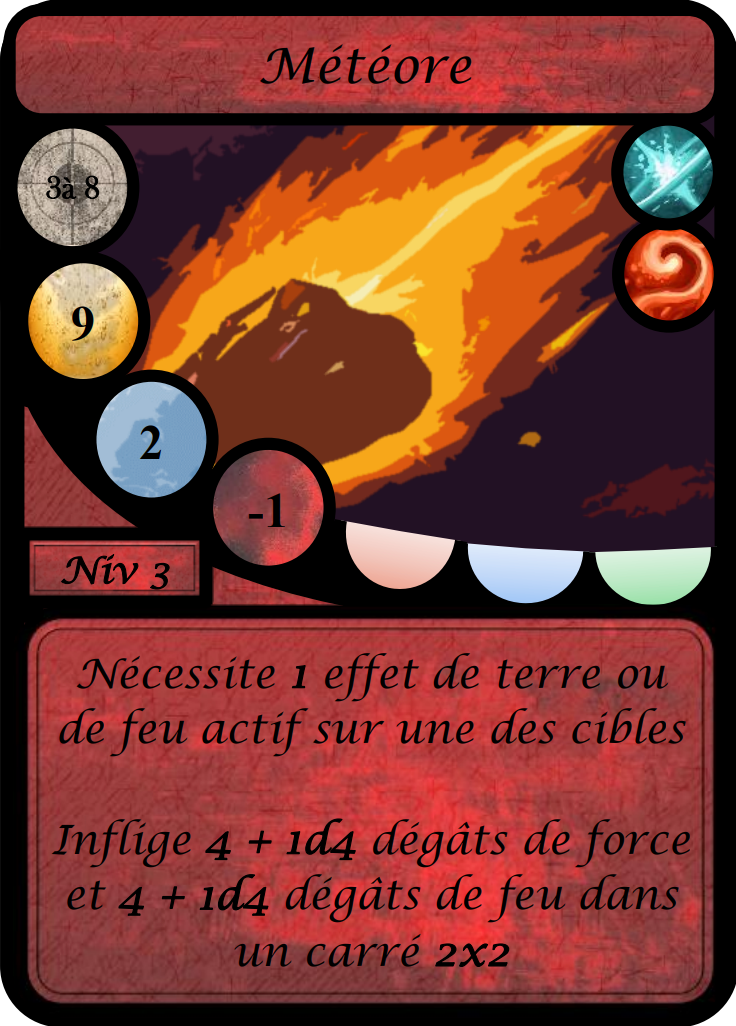 Météore
3à 8
9
2
-1
Niv 3
Nécessite 1 effet de terre ou
de feu actif sur une des cibles
Inflige 4 + 1d4 dégâts de force
et 4 + 1d4 dégâts de feu dans
un carré 2x2